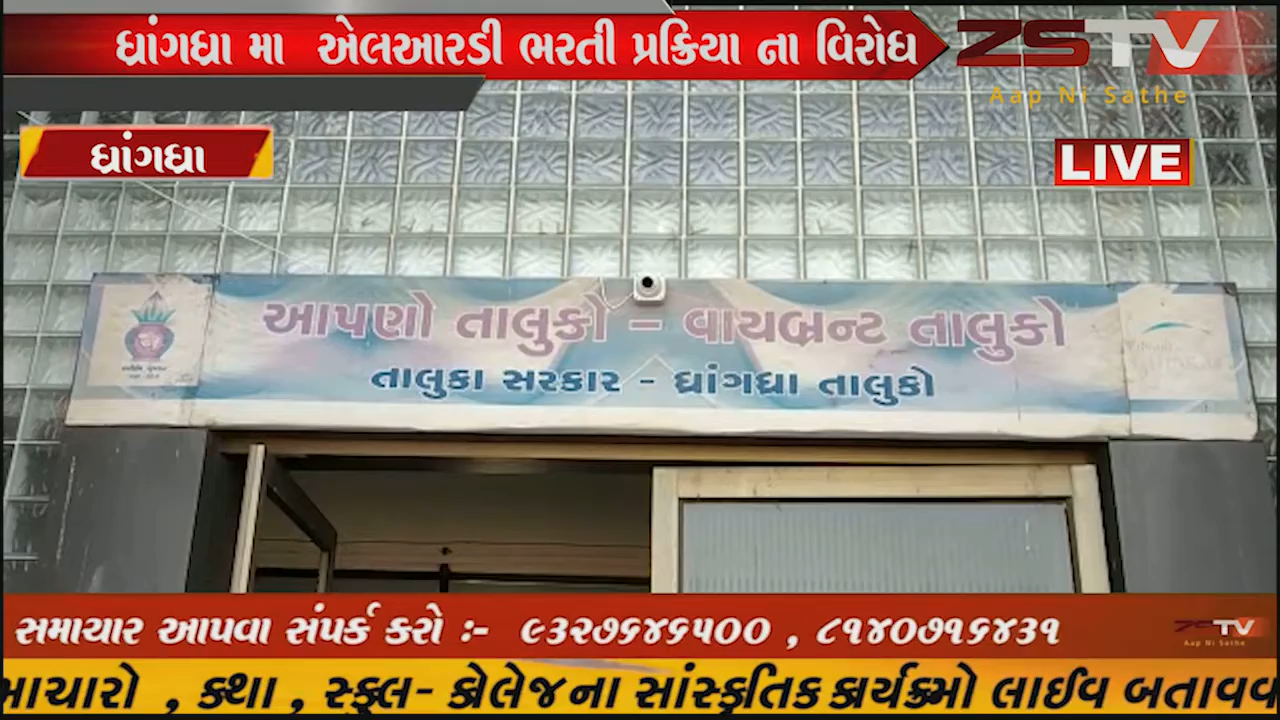 ધ્રાંગધ્રા મા એલઆરડી ભરતી પ્રક્રિયા ના વિરોધ
ZSTV
Aap Ni Sathe
ધ્રાંગધ્રા
LIVE
આપણો તાલુકો - વાયબ્રન્ટ તાલુકો
તાલુકા સરકાર - ધ્રાંગધ્રા તાલુકો
સમાચાર આપવા સંપર્ક કરો :- ૯૩૨૭૬૪૬૫૦૦ , ૮૧૪૦૭૧૬૪૩૧
ZSTV
Aap Ni Sathe
માચારો , કથા , સ્કુલ- કોલેજના સાંસ્કૃતિક કાર્યક્રમો લાઈવ બતાવવ